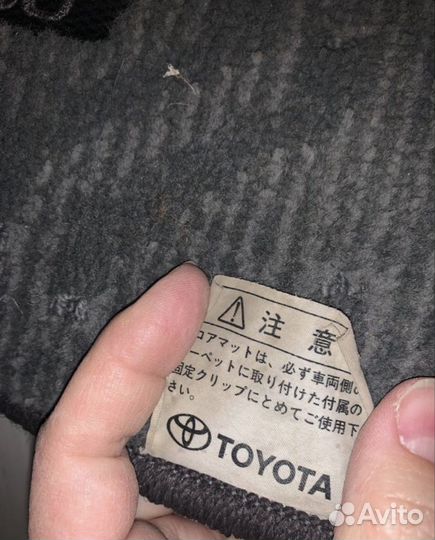 注意
ロアマットは、必ず車両側の
ーペットに取り付けた付属の
固定クリップにとめてご使用下
さい。
TOYOTA
Avito